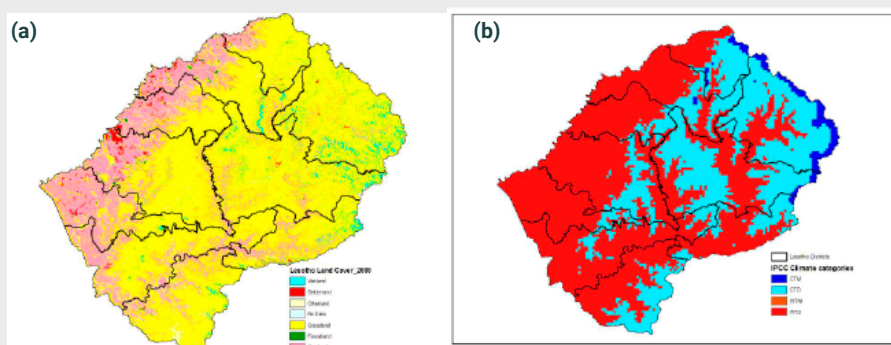 (a)
(b)
Lesotho Land Cover_2000
Wetland
Settlement
Otherland
No Data
Grassland
Forestland
Lesotho Districts
IPCC Climate categories
CTM
CTD
WTM
WTD